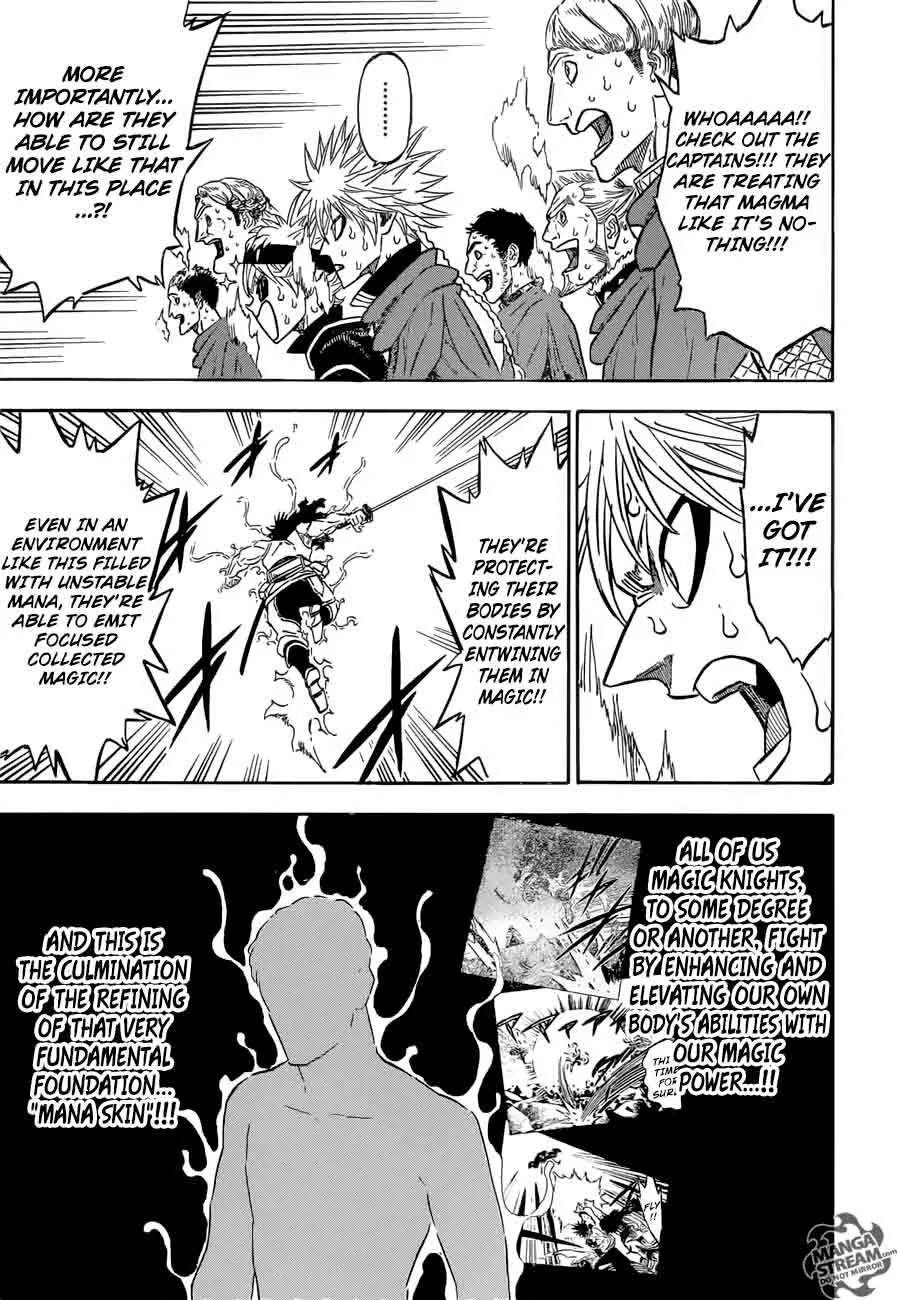 WHOAAAAA!!
CHECK OUT THE
CAPTAINS!!! THEY
ARE TREATING
THAT MAGMA
LIKE IT'S NO-
THING!!!
.........
MORE
IMPORTANTLY...
HOW ARE THEY
ABLE TO STILL
MOVE LIKE THAT
IN THIS PLACE
...?!
...I'VE
GOT
IT!!!
THEY'RE
PROTECT-
ING THEIR
BODIES BY
CONSTANTLY
ENTWINING
THEM IN
MAGIC!!
EVEN IN AN
ENVIRONMENT
LIKE THIS FILLED
WITH UNSTABLE
MANA, THEY'RE
ABLE TO EMIT
FOCUSED
COLLECTED
MAGIC!!
ALL OF US
MAGIC KNIGHTS,
TO SOME DEGREE
OR ANOTHER, FIGHT
BY ENHANCING AND
ELEVATING OUR OWN
BODY'S ABILITIES WITH
OUR MAGIC
POWER...!!
TIME
FOR
FLY
!!
AND THIS IS
THE CULMINATION
OF THE REFINING
OF THAT VERY
FUNDAMENTAL
FOUNDATION...
"MANA SKIN"!!!
MANGA
STREAM.com
DO NOT MIRROR